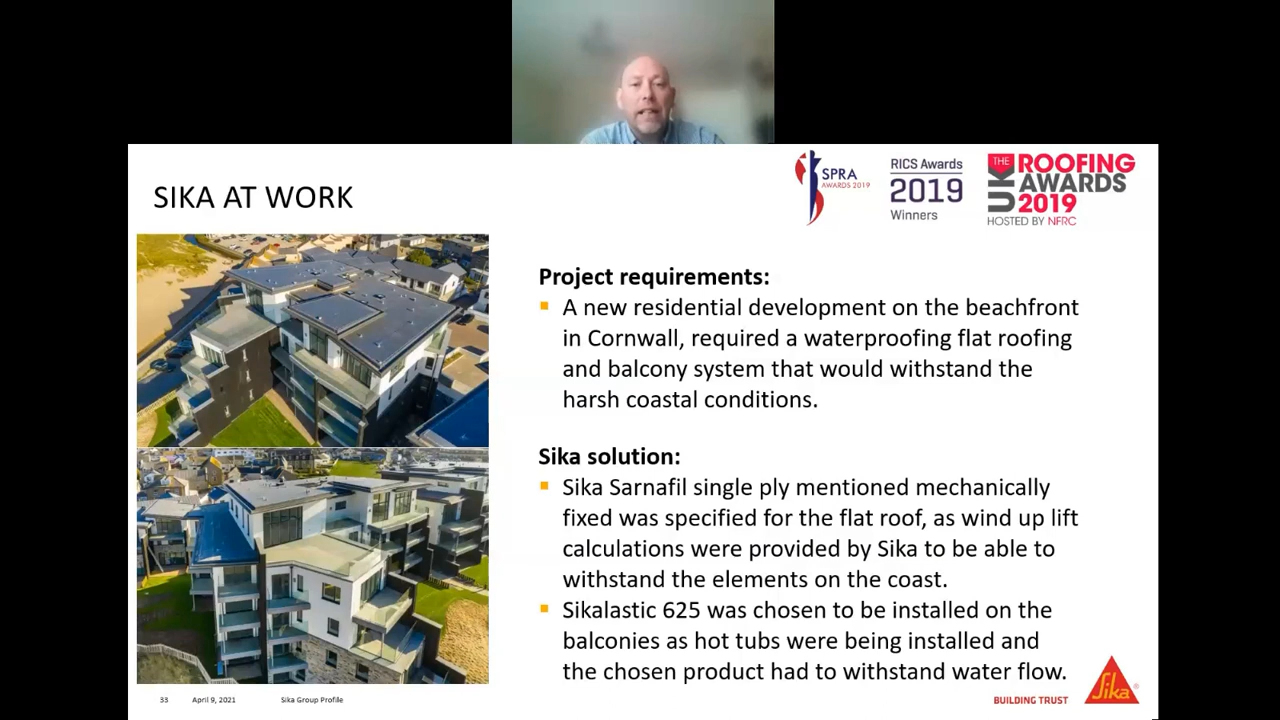 SIKA AT WORK
SPRA
AWARDS 2019
RICS Awards
2019
Winners
THE
UK
ROOFING
AWARDS
2019
HOSTED BY NFRC
Project requirements:
A new residential development on the beachfront
in Cornwall, required a waterproofing flat roofing
and balcony system that would withstand the
harsh coastal conditions.
Sika solution:
Sika Sarnafil single ply mentioned mechanically
fixed was specified for the flat roof, as wind up lift
calculations were provided by Sika to be able to
withstand the elements on the coast.
Sikalastic 625 was chosen to be installed on the
balconies as hot tubs were being installed and
the chosen product had to withstand water flow.
33 April 9, 2021 Sika Group Profile
BUILDING TRUST
Sika®